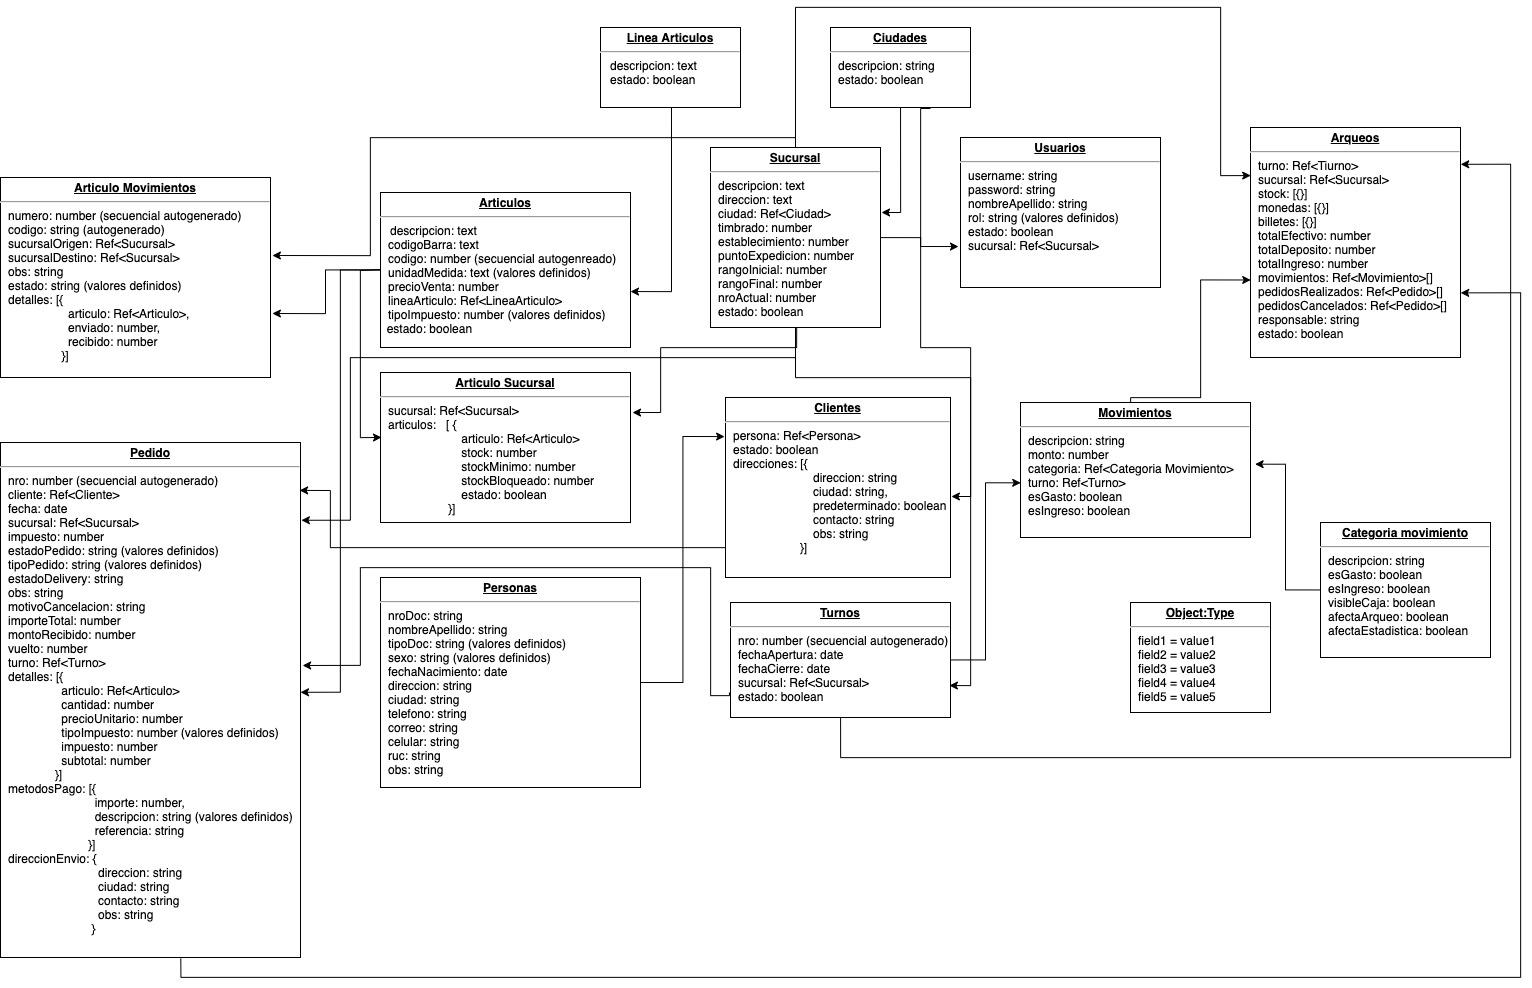 Linea Articulos
descripcion: text
estado: boolean
Ciudades
descripcion: string
estado: boolean
Arqueos
turno: Ref<Tiurno>
sucursal: Ref<Sucursal>
stock: [{}]
monedas: [{}]
billetes: [{}]
totalEfectivo: number
totalDeposito: number
totalIngreso: number
movimientos: Ref<Movimiento>[]
pedidosRealizados: Ref<Pedido>[]
pedidosCancelados: Ref<Pedido>[]
responsable: string
estado: boolean
Usuarios
username: string
password: string
nombreApellido: string
rol: string (valores definidos)
estado: boolean
sucursal: Ref<Sucursal>
Sucursal
descripcion: text
direccion: text
ciudad: Ref<Ciudad>
timbrado: number
establecimiento: number
puntoExpedicion: number
rangoInicial: number
rangoFinal: number
nroActual: number
estado: boolean
Articulo Movimientos
numero: number (secuencial autogenerado)
codigo: string (autogenerado)
sucursalOrigen: Ref<Sucursal>
sucursalDestino: Ref<Sucursal>
obs: string
estado: string (valores definidos)
detalles: [{
articulo: Ref<Articulo>,
enviado: number,
recibido: number
}]
Articulos
descripcion: text
codigoBarra: text
codigo: number (secuencial autogenreado)
unidadMedida: text (valores definidos)
precioVenta: number
lineaArticulo: Ref<LineaArticulo>
tipoImpuesto: number (valores definidos)
estado: boolean
Articulo Sucursal
sucursal: Ref<Sucursal>
articulos: [ {
articulo: Ref<Articulo>
stock: number
stockMinimo: number
stockBloqueado: number
estado: boolean
}]
Clientes
persona: Ref<Persona>
estado: boolean
direcciones: [{
direccion: string
ciudad: string,
predeterminado: boolean
contacto: string
obs: string
}]
Movimientos
descripcion: string
monto: number
categoria: Ref<Categoria Movimiento>
turno: Ref<Turno>
esGasto: boolean
esIngreso: boolean
Pedido
nro: number (secuencial autogenerado)
cliente: Ref<Cliente>
fecha: date
sucursal: Ref<Sucursal>
impuesto: number
estadoPedido: string (valores definidos)
tipoPedido: string (valores definidos)
estadoDelivery: string
obs: string
motivoCancelacion: string
importeTotal: number
montoRecibido: number
vuelto: number
turno: Ref<Turno>
detalles: [{
articulo: Ref<Articulo>
cantidad: number
precioUnitario: number
tipoImpuesto: number (valores definidos)
impuesto: number
subtotal: number
}]
metodosPago: [{
importe: number,
descripcion: string (valores definidos)
referencia: string
}]
direccionEnvio: {
direccion: string
ciudad: string
contacto: string
obs: string
}
Categoria movimiento
descripcion: string
esGasto: boolean
esIngreso: boolean
visibleCaja: boolean
afectaArqueo: boolean
afectaEstadistica: boolean
Personas
nroDoc: string
nombreApellido: string
tipoDoc: string (valores definidos)
sexo: string (valores definidos)
fechaNacimiento: date
direccion: string
ciudad: string
telefono: string
correo: string
celular: string
ruc: string
obs: string
Turnos
nro: number (secuencial autogenerado)
fechaApertura: date
fechaCierre: date
sucursal: Ref<Sucursal>
estado: boolean
Object:Type
field1 = value1
field2 = value2
field3 = value3
field4 = value4
field5 = value5